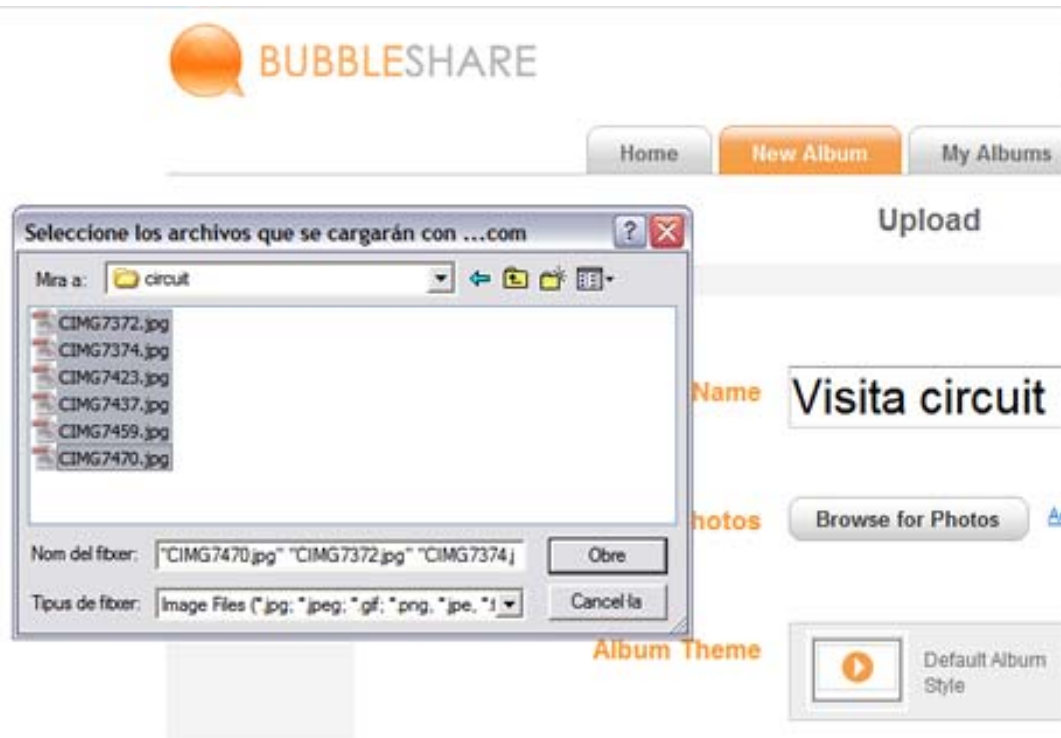 BUBBLESHARE
Home
New Album
My Albums
Upload
Seleccione los archivos que se cargarán con ...com
?
Mira a:
circuit
CIMG7372.jpg
CIMG7374.jpg
CIMG7423.jpg
CIMG7437.jpg
CIMG7459.jpg
CIMG7470.jpg
Nom del fitxer:
"CIMG7470.jpg" "CIMG7372.jpg" "CIMG7374.j
Obre
Tipus de fitxer:
Image Files (*.jpg; *.jpeg; *.gif; *.png, *.jpe, *.t
Cancel·la
Name
Visita circuit
hotos
Browse for Photos
Album Theme
Default Album
Style